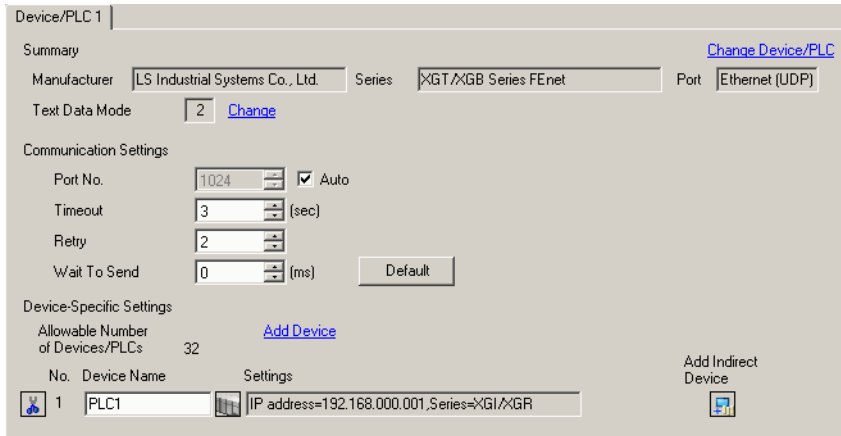 Device/PLC 1
Summary
Change Device/PLC
Manufacturer LS Industrial Systems Co., Ltd. Series XGT/XGB Series FEnet Port Ethernet (UDP)
Text Data Mode 2 Change
Communication Settings
Port No. 1024 Auto
Timeout 3 (sec)
Retry 2
Wait To Send 0 (ms) Default
Device-Specific Settings
Allowable Number
of Devices/PLCs 32 Add Device
Add Indirect
Device
No. Device Name Settings
1 PLC1 IP address=192.168.000.001,Series=XGI/XGR